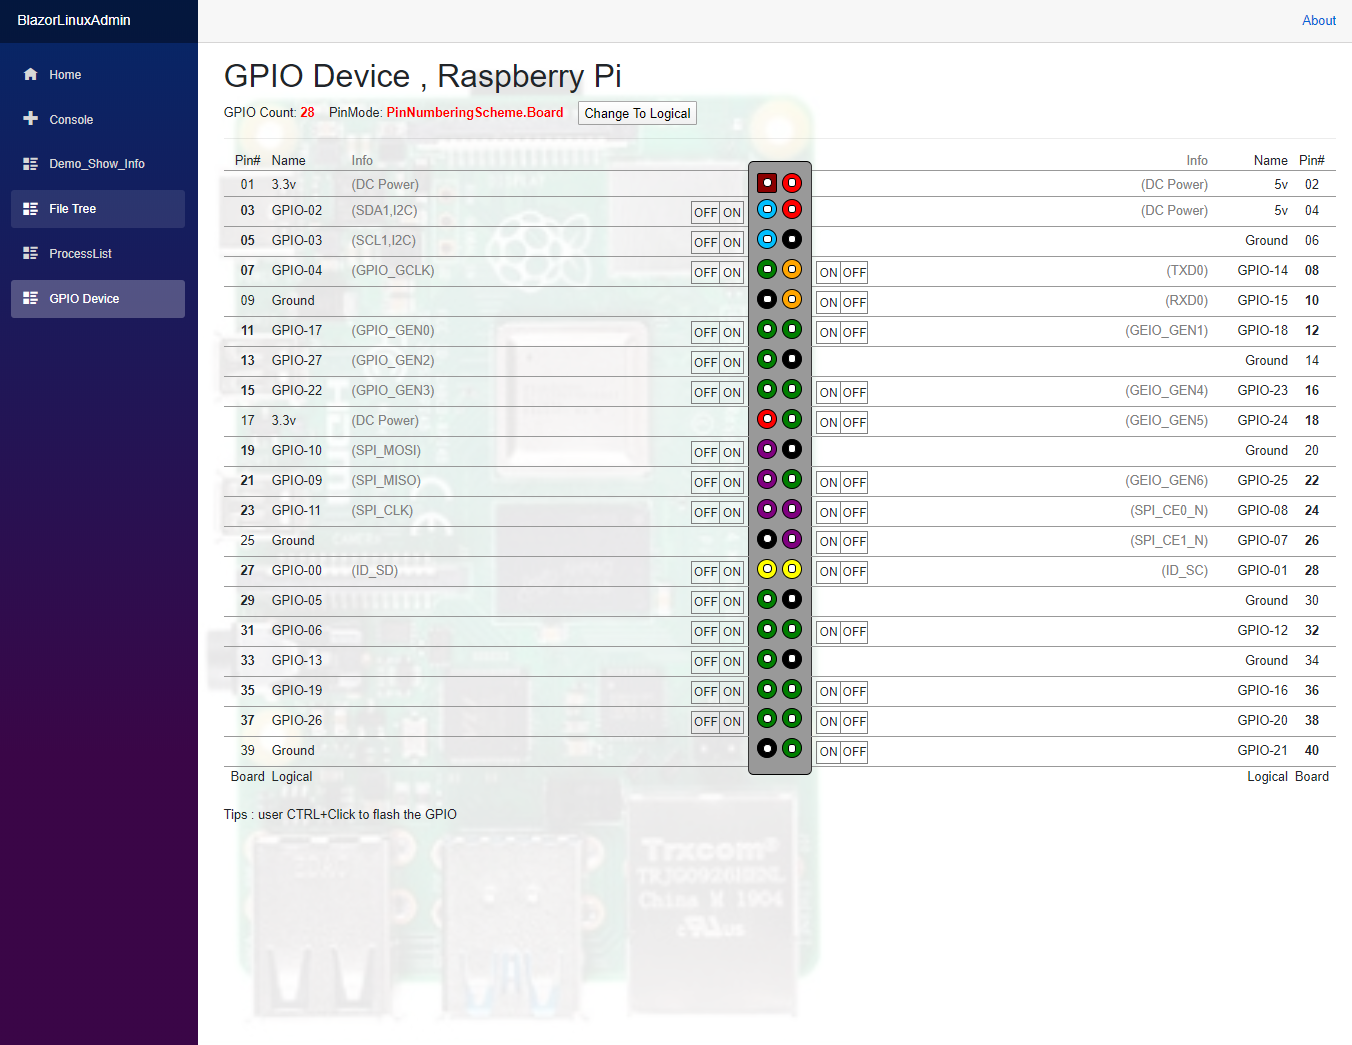 BlazorLinuxAdmin
About
Home
Console
Demo_Show_Info
File Tree
ProcessList
GPIO Device
GPIO Device , Raspberry Pi
GPIO Count: 28 PinMode: PinNumberingScheme.Board Change To Logical
Pin# Name Info Info Name Pin#
01 3.3v (DC Power) (DC Power) 5v 02
03 GPIO-02 (SDA1,I2C) OFF ON (DC Power) 5v 04
05 GPIO-03 (SCL1,I2C) OFF ON Ground 06
07 GPIO-04 (GPIO_GCLK) OFF ON ON OFF (TXD0) GPIO-14 08
09 Ground ON OFF (RXD0) GPIO-15 10
11 GPIO-17 (GPIO_GEN0) OFF ON ON OFF (GEIO_GEN1) GPIO-18 12
13 GPIO-27 (GPIO_GEN2) OFF ON Ground 14
15 GPIO-22 (GPIO_GEN3) OFF ON ON OFF (GEIO_GEN4) GPIO-23 16
17 3.3v (DC Power) ON OFF (GEIO_GEN5) GPIO-24 18
19 GPIO-10 (SPI_MOSI) OFF ON Ground 20
21 GPIO-09 (SPI_MISO) OFF ON ON OFF (GEIO_GEN6) GPIO-25 22
23 GPIO-11 (SPI_CLK) OFF ON ON OFF (SPI_CE0_N) GPIO-08 24
25 Ground ON OFF (SPI_CE1_N) GPIO-07 26
27 GPIO-00 (ID_SD) OFF ON ON OFF (ID_SC) GPIO-01 28
29 GPIO-05 OFF ON Ground 30
31 GPIO-06 OFF ON ON OFF GPIO-12 32
33 GPIO-13 OFF ON Ground 34
35 GPIO-19 OFF ON ON OFF GPIO-16 36
37 GPIO-26 OFF ON ON OFF GPIO-20 38
39 Ground ON OFF GPIO-21 40
Board Logical Logical Board
Tips : user CTRL+Click to flash the GPIO
Trxcom
China M 1904